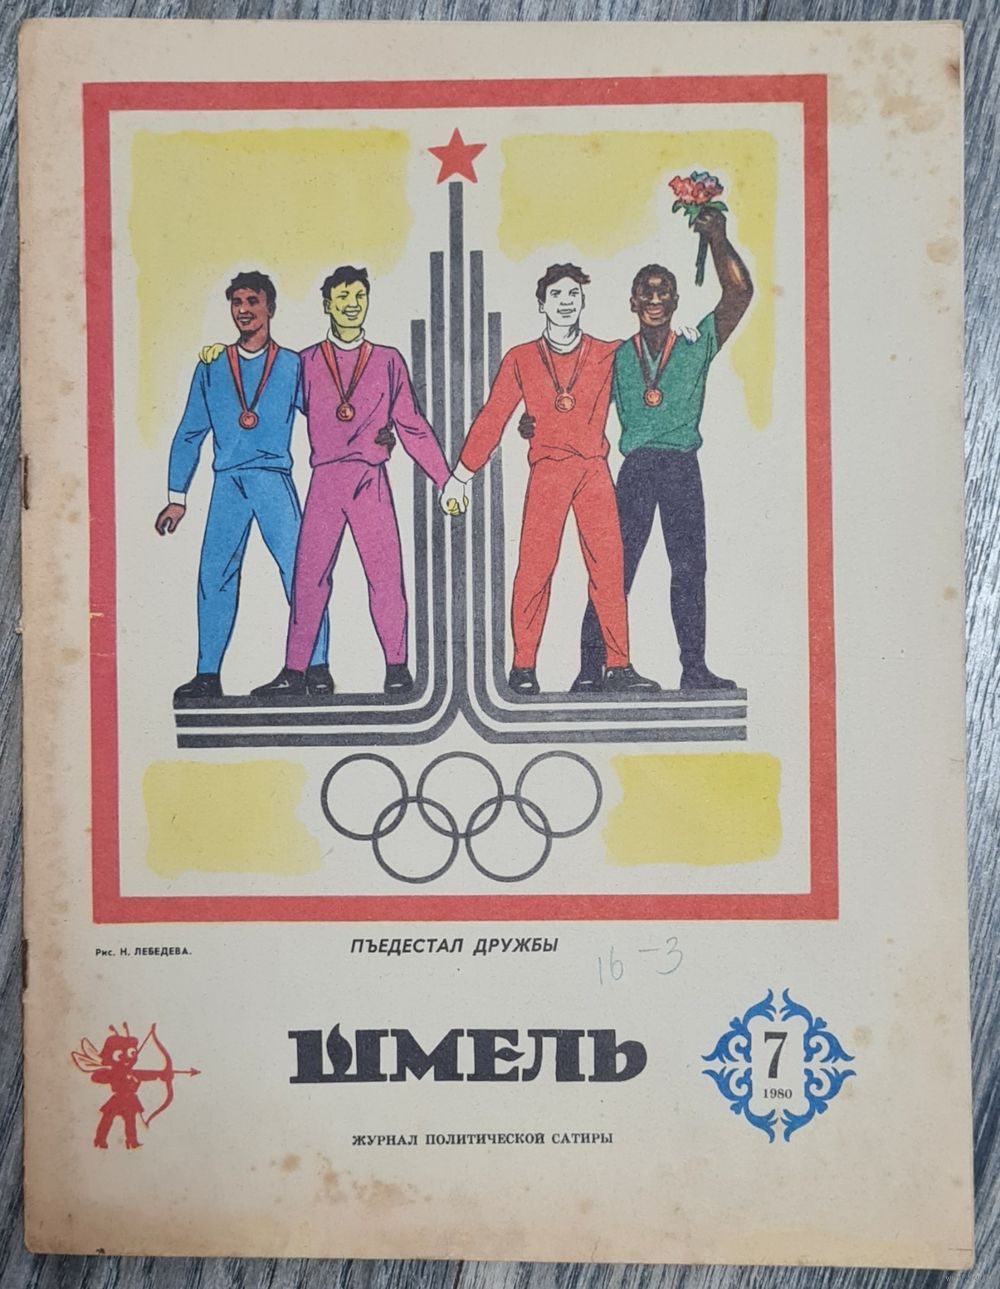 Рис. Н. ЛЕБЕДЕВА.
ПЪЕДЕСТАЛ ДРУЖБЫ
16 - 3
ШМЕЛЬ
7
1980
ЖУРНАЛ ПОЛИТИЧЕСКОЙ САТИРЫ